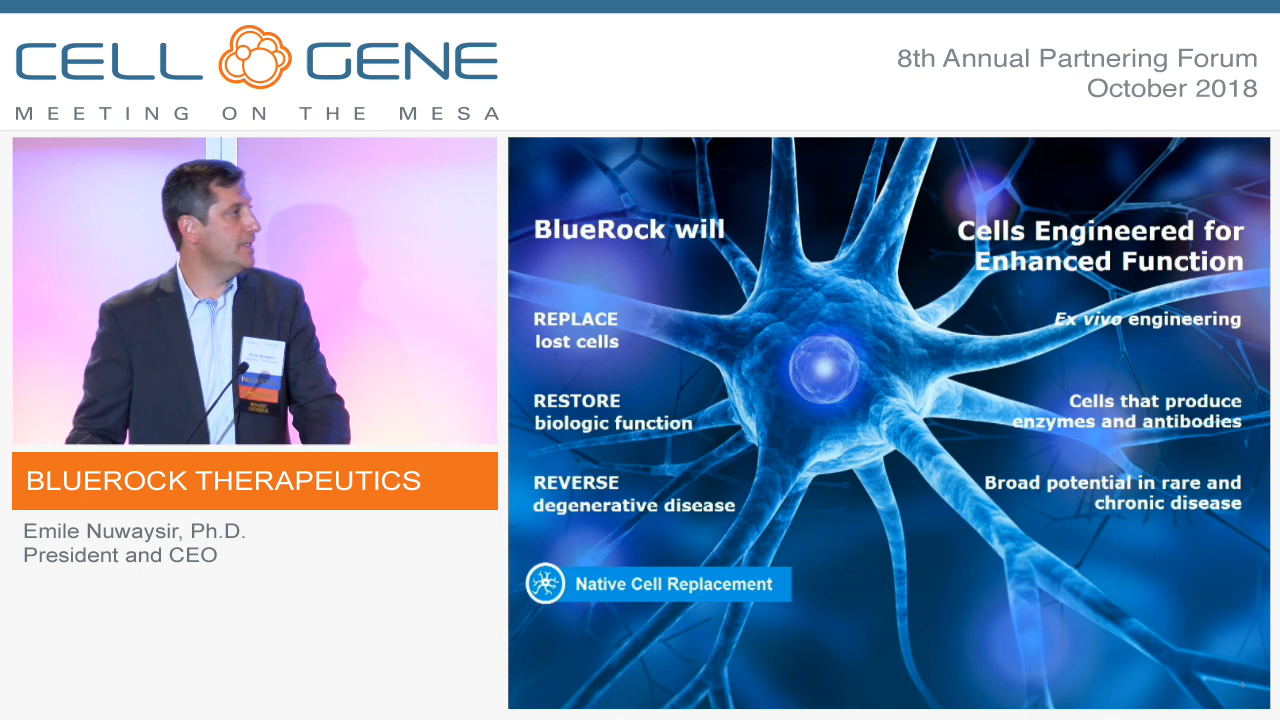 CELL GENE
MEETING ON THE MESA
8th Annual Partnering Forum
October 2018
BLUEROCK THERAPEUTICS
Emile Nuwaysir, Ph.D.
President and CEO
BlueRock will
REPLACE
lost cells
RESTORE
biologic function
REVERSE
degenerative disease
Native Cell Replacement
Cells Engineered for
Enhanced Function
Ex vivo engineering
Cells that produce
enzymes and antibodies
Broad potential in rare and
chronic disease